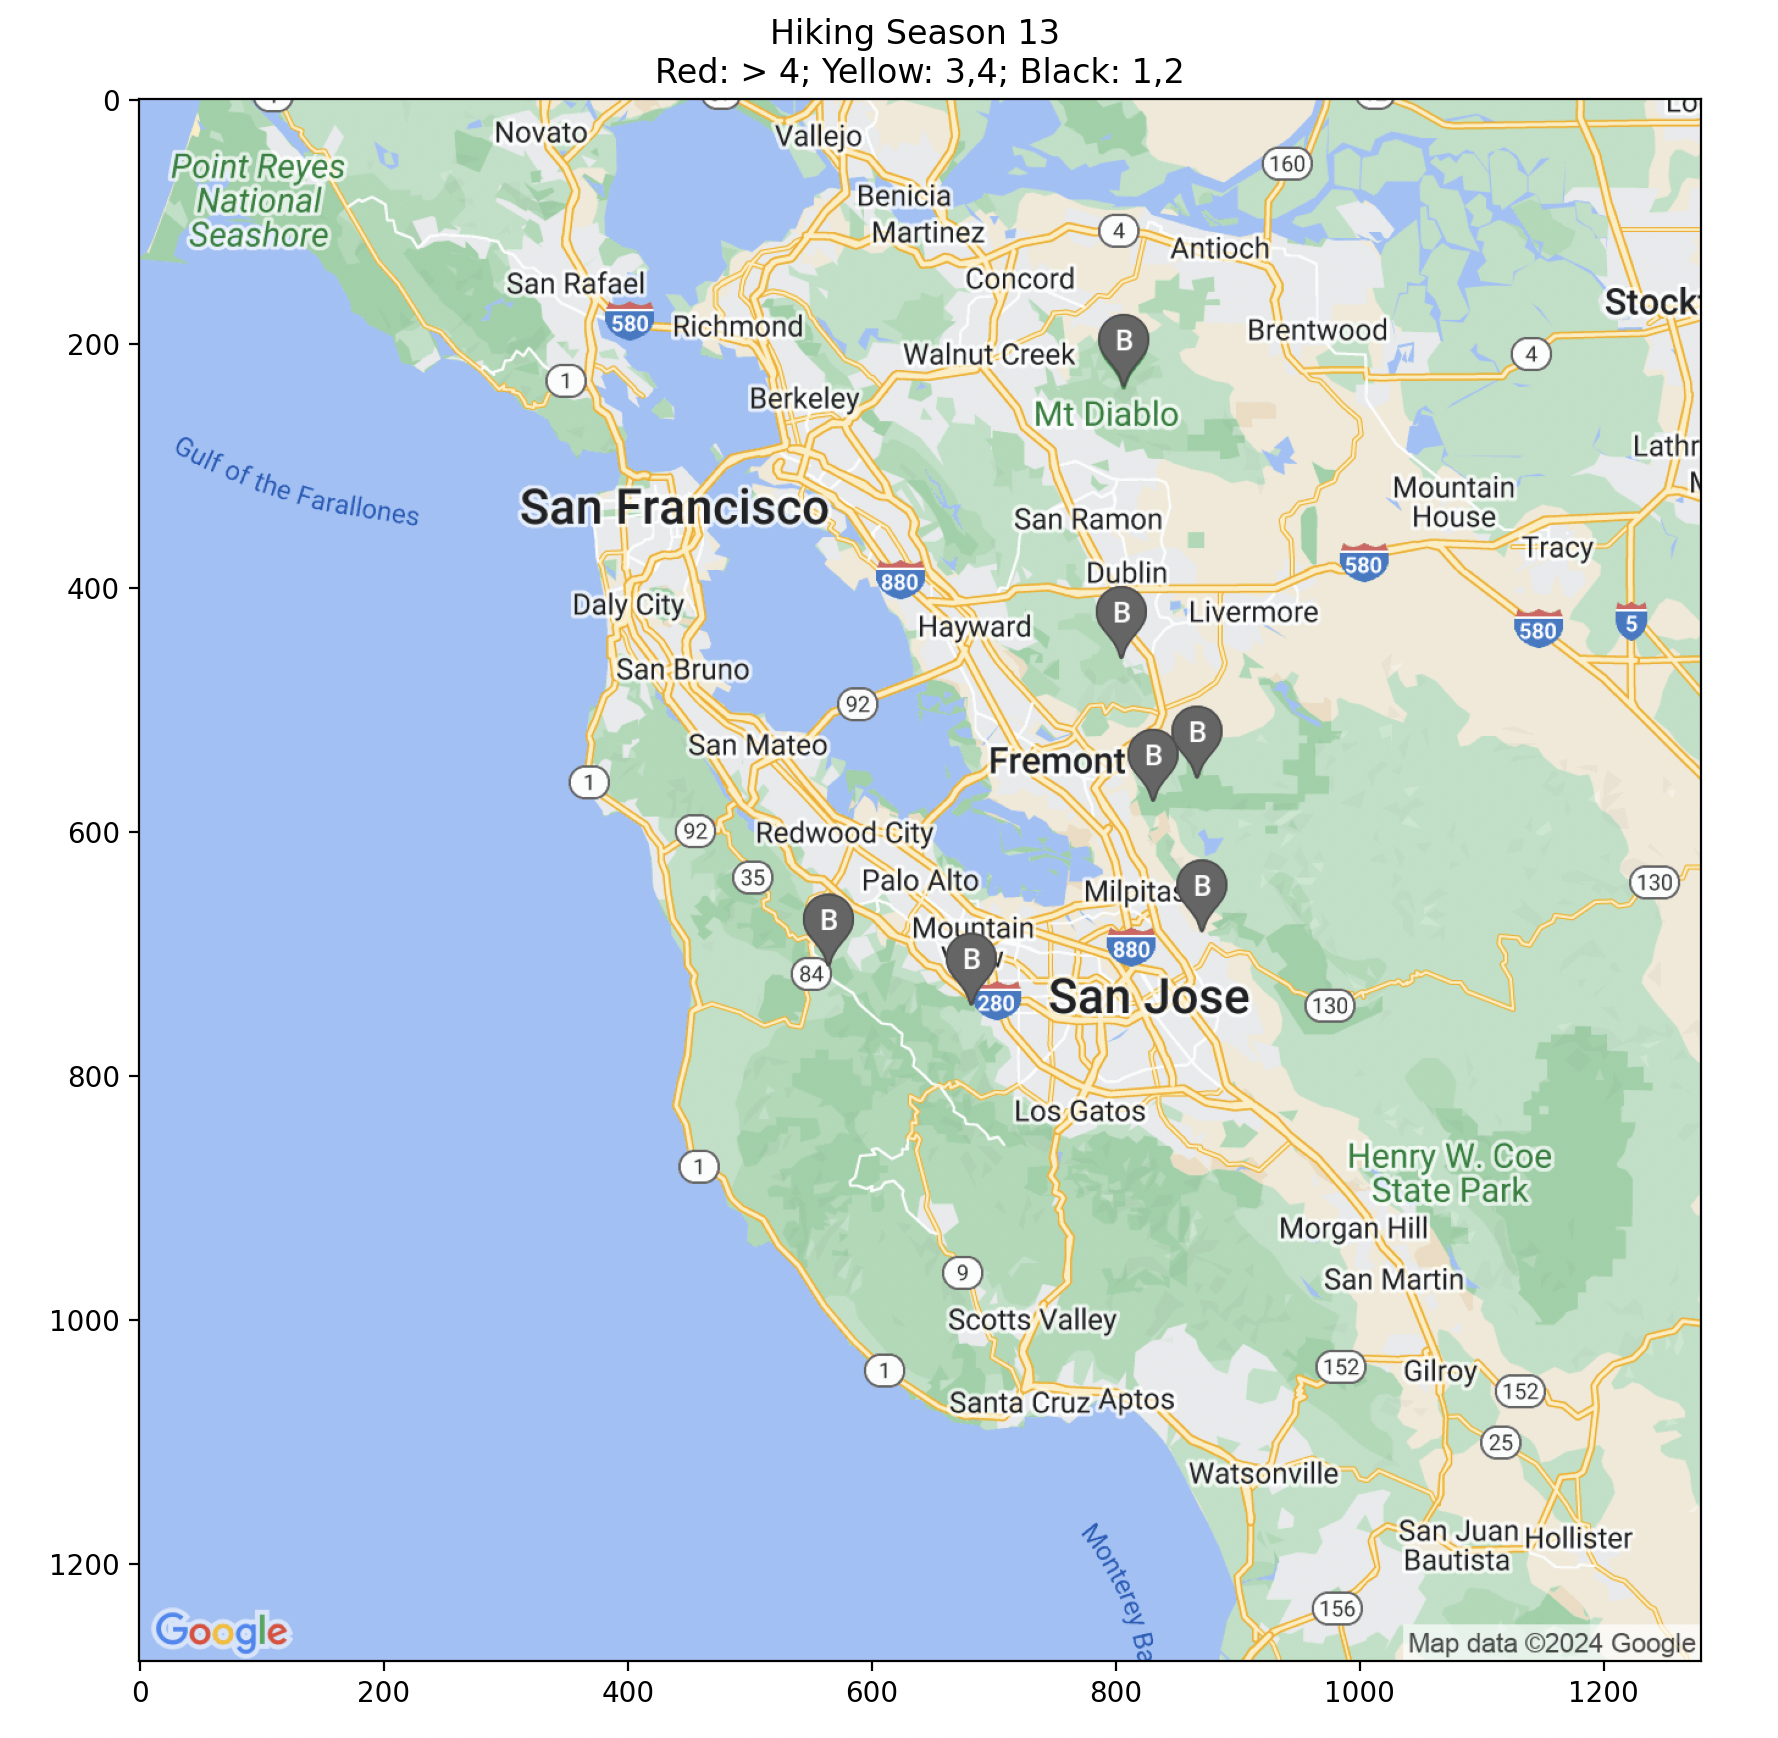 Hiking Season 13
Red: > 4; Yellow: 3,4; Black: 1,2
0
200
400
600
800
1000
1200
0
200
400
600
800
1000
1200
Novato
Vallejo
160
Point Reyes
National
Seashore
Benicia
Martinez
4
Antioch
San Rafael
Concord
580
Richmond
Brentwood
B
Walnut Creek
4
1
Berkeley
Mt Diablo
Gulf of the Farallones
San Francisco
San Ramon
Mountain
House
Tracy
580
880
Dublin
Daly City
B
Livermore
Hayward
580
5
San Bruno
92
San Mateo
B
B
Fremont
1
92
Redwood City
35
Palo Alto
Milpitas
B
130
B
Mountain
B
880
84
280
San Jose
130
Los Gatos
1
Henry W. Coe
State Park
Morgan Hill
9
San Martin
Scotts Valley
1
152
Gilroy
152
Santa Cruz
Aptos
25
Watsonville
San Juan
Bautista
Hollister
156
Google
Map data ©2024 Google